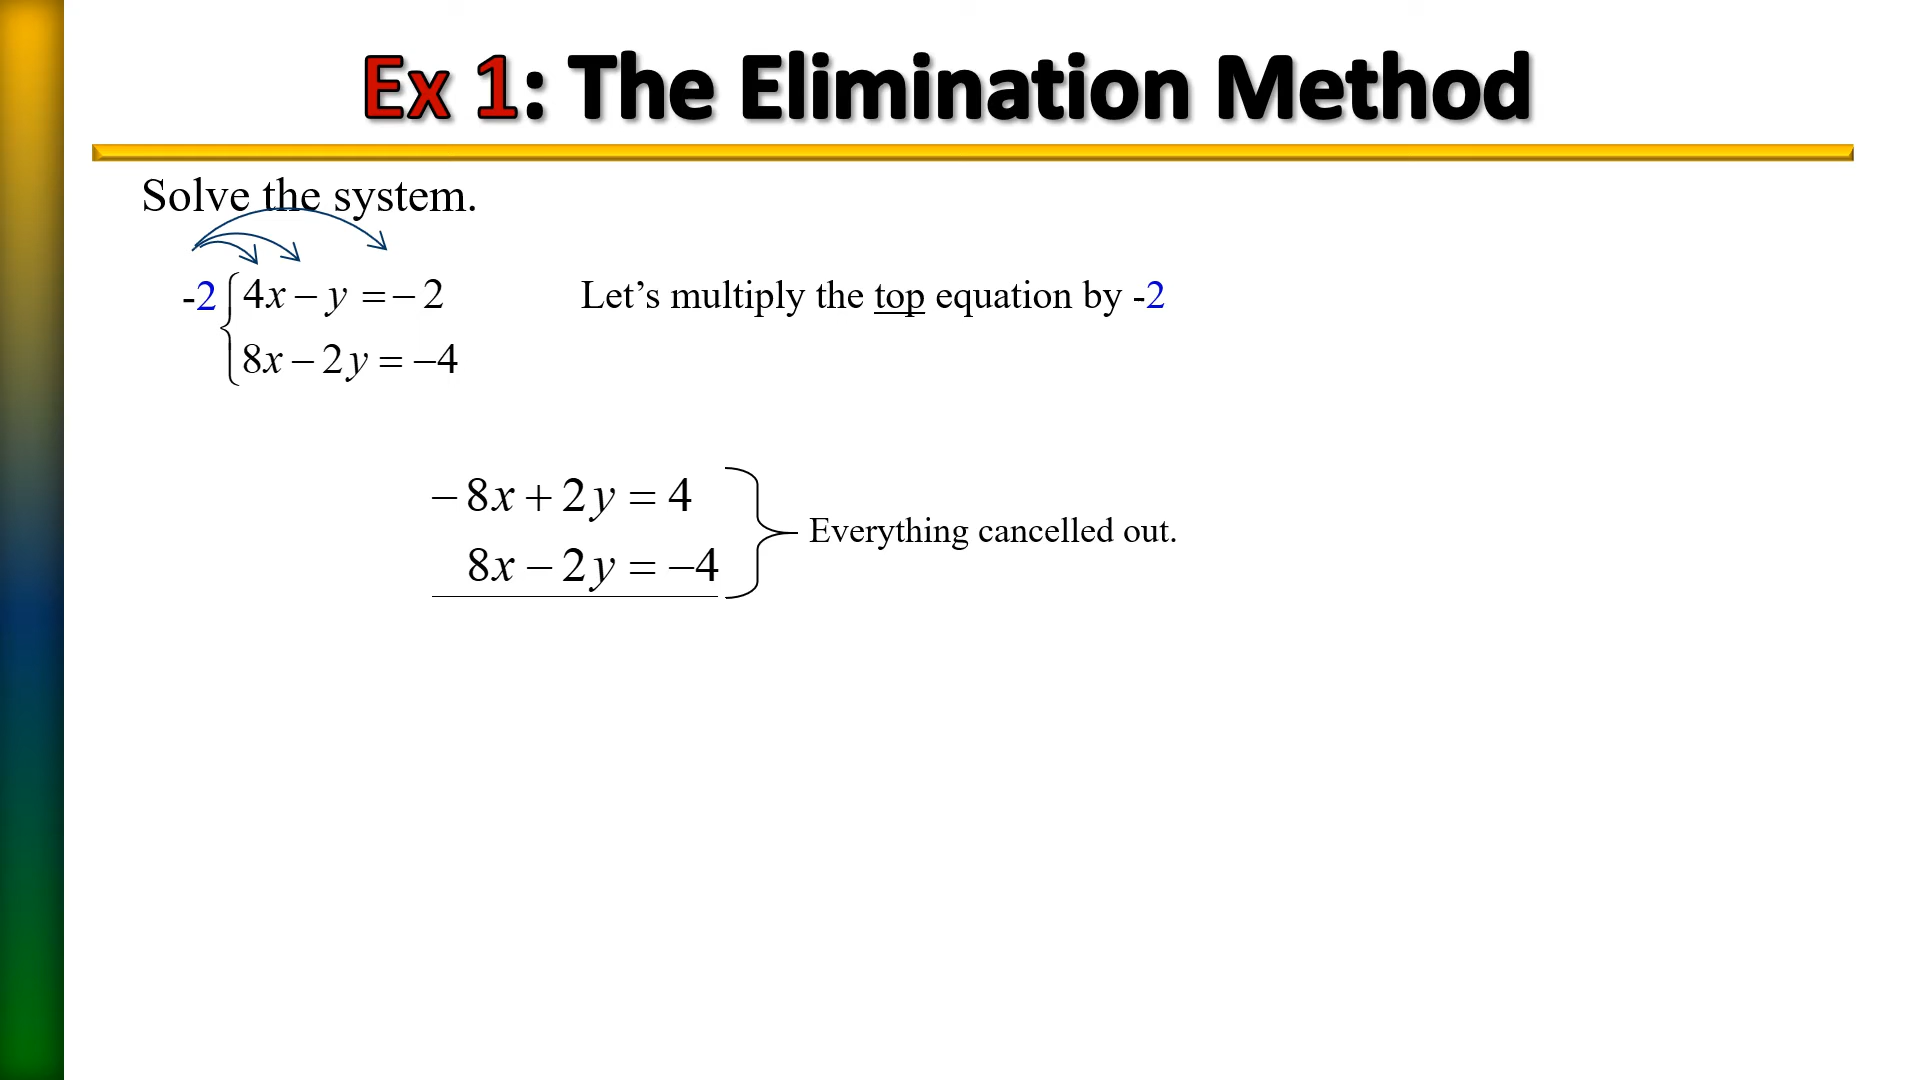 Ex 1: The Elimination Method
Solve the system.
-2 4x − y = − 2 Let’s multiply the top equation by -2
8x − 2y = −4
− 8x + 2y = 4
Everything cancelled out.
8x − 2y = −4